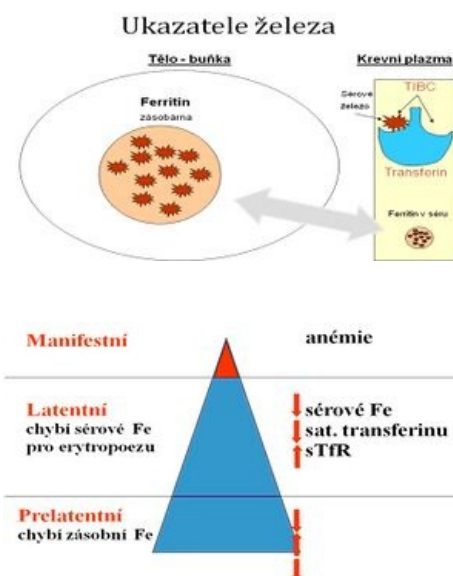 Ukazatele železa
Tělo - buňka
Krevní plazma
Ferritin
zásobárna
Sérové
železo
TIBC
Transferin
Ferritin v séru
Manifestní
anémie
Latentní
chybí sérové Fe
pro erytropoezu
sérové Fe
sat. transferinu
sTfR
Prelatentní
chybí zásobní Fe